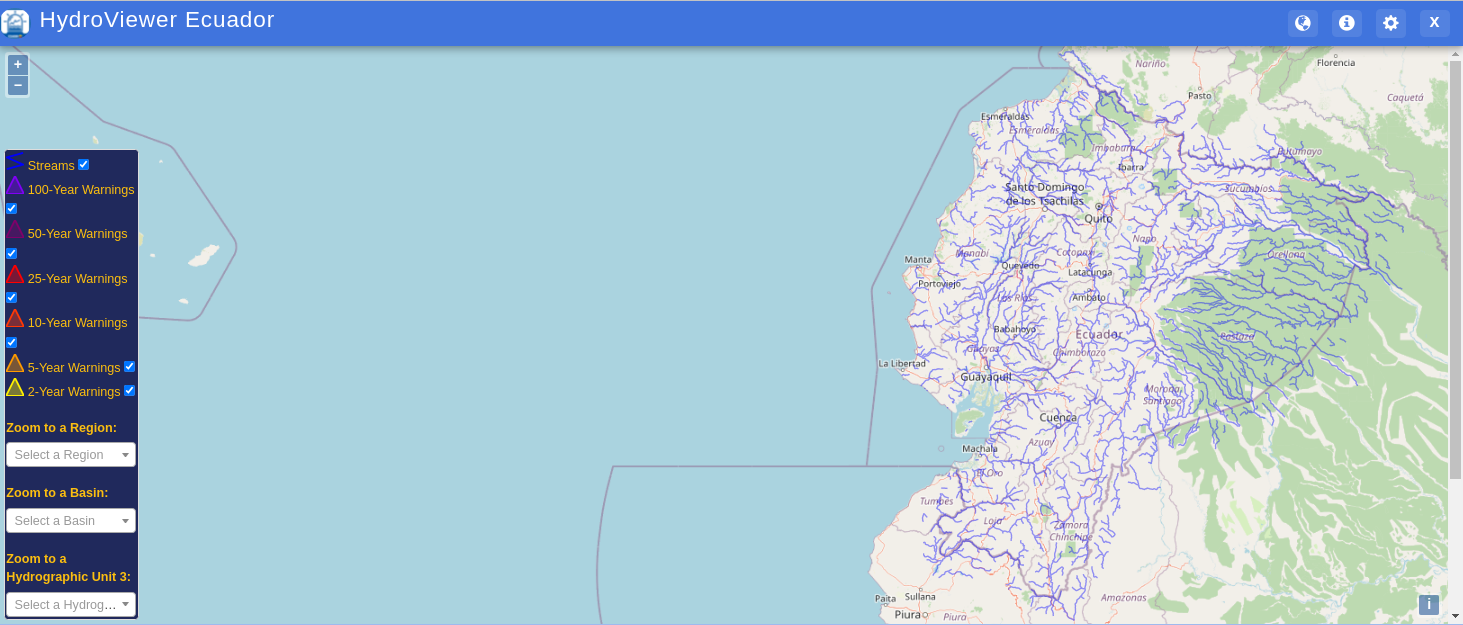 HydroViewer Ecuador
X
+
−
Streams
100-Year Warnings
50-Year Warnings
25-Year Warnings
10-Year Warnings
5-Year Warnings
2-Year Warnings
Zoom to a Region:
Select a Region
Zoom to a Basin:
Select a Basin
Zoom to a
Hydrographic Unit 3:
Select a Hydrog...
Nariño
Florencia
Pasto
Caquetá
Esmeraldas
Esmeraldas
Imbabura
Putumayo
Ibarra
Santo Domingo
de los Tsáchilas
Sucumbíos
Quito
Napo
Manabí
Cotopaxi
Orellana
Manta
Quevedo
Latacunga
Portoviejo
Los Ríos
Ambato
Babahoyo
Ecuador
Pastaza
Guayas
Chimborazo
La Libertad
Guayaquil
Morona
Santiago
Cuenca
Azuay
Machala
El Oro
Tumbes
Loja
Zamora
Chinchipe
Paita
Sullana
Amazonas
Piura
Piura
i